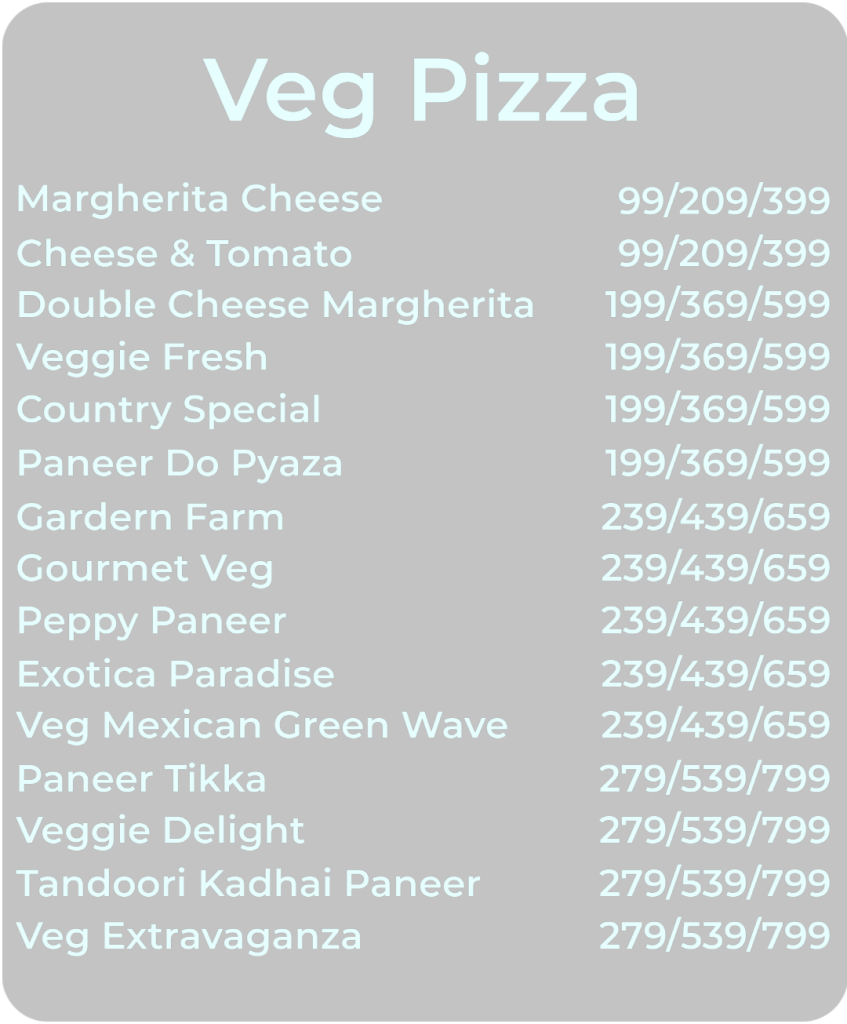 Veg Pizza
Margherita Cheese 99/209/399
Cheese & Tomato 99/209/399
Double Cheese Margherita 199/369/599
Veggie Fresh 199/369/599
Country Special 199/369/599
Paneer Do Pyaza 199/369/599
Gardern Farm 239/439/659
Gourmet Veg 239/439/659
Peppy Paneer 239/439/659
Exotica Paradise 239/439/659
Veg Mexican Green Wave 239/439/659
Paneer Tikka 279/539/799
Veggie Delight 279/539/799
Tandoori Kadhai Paneer 279/539/799
Veg Extravaganza 279/539/799